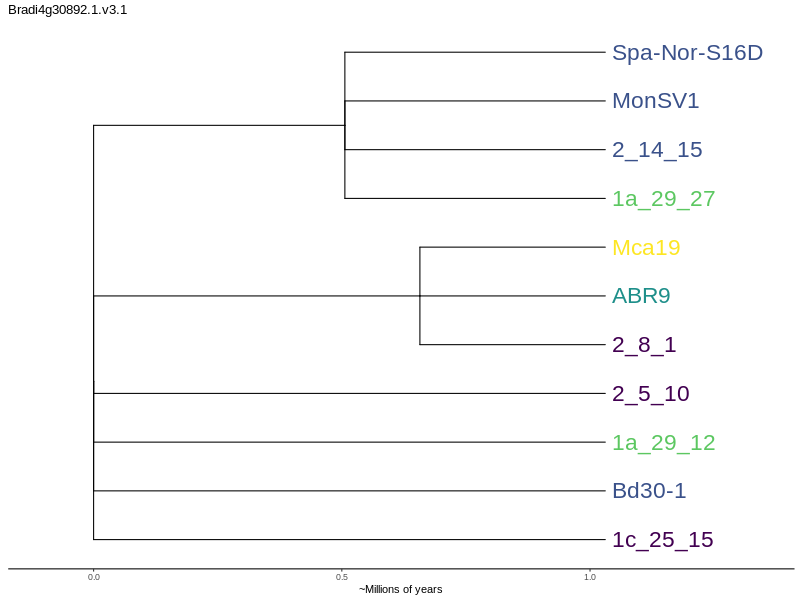 Bradi4g30892.1.v3.1
Spa-Nor-S16D
MonSV1
2_14_15
1a_29_27
Mca19
ABR9
2_8_1
2_5_10
1a_29_12
Bd30-1
1c_25_15
0.0 0.5 1.0
~Millions of years